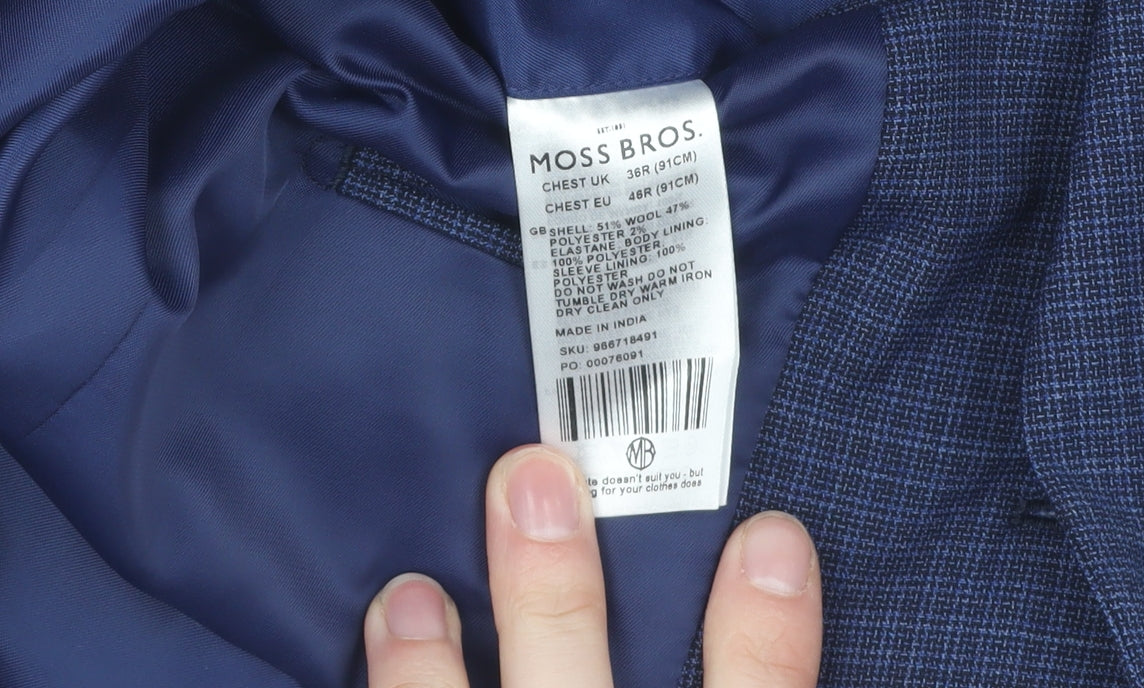 EST.1851
MOSS BROS.
CHEST UK 36R (91CM)
CHEST EU 46R (91CM)
GB SHELL: 51% WOOL 47%
POLYESTER 2%
ELASTANE. BODY LINING:
100% POLYESTER.
SLEEVE LINING: 100%
POLYESTER
DO NOT WASH DO NOT
TUMBLE DRY WARM IRON
DRY CLEAN ONLY
MADE IN INDIA
SKU: 966718491
PO: 00076091
MB
doesn't suit you - but
for your clothes does